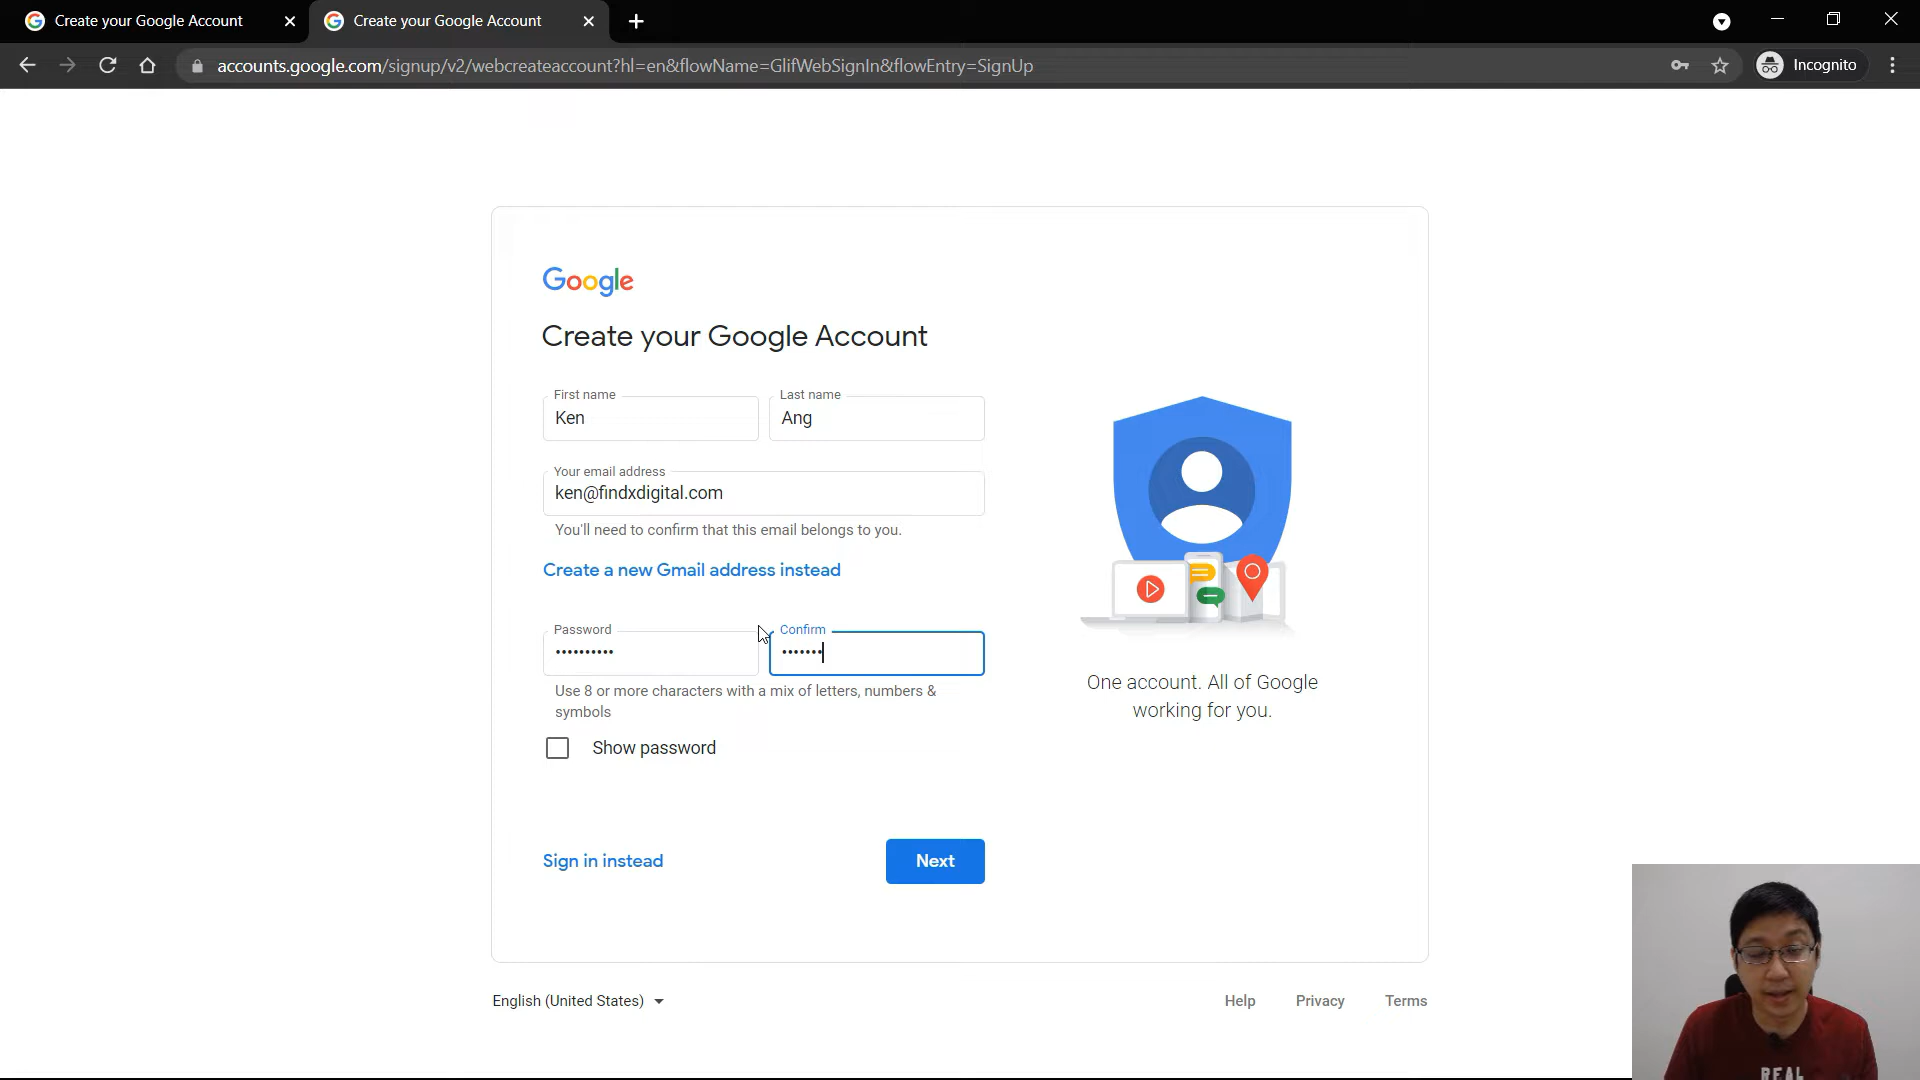 Create your Google Account
Create your Google Account
accounts.google.com/signup/v2/webcreateaccount?hl=en&flowName=GlifWebSignIn&flowEntry=SignUp
Incognito
Google
Create your Google Account
First name
Ken
Last name
Ang
Your email address
ken@findxdigital.com
You'll need to confirm that this email belongs to you.
Create a new Gmail address instead
Password
••••••••••
Confirm
•••••••
Use 8 or more characters with a mix of letters, numbers &
symbols
Show password
Sign in instead
Next
One account. All of Google
working for you.
English (United States)
Help
Privacy
Terms
REAL